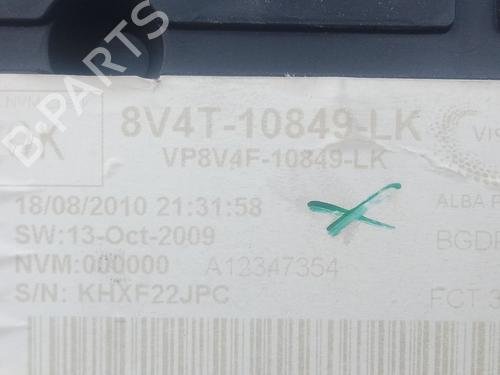 B-PARTS
NVM
8V4T-10849-LK
VP8V4F-10849-LK
18/08/2010 21:31:58
SW:13-Oct-2009
NVM:000000 A12347354
S/N: KHXF22JPC
ALBA
FCT